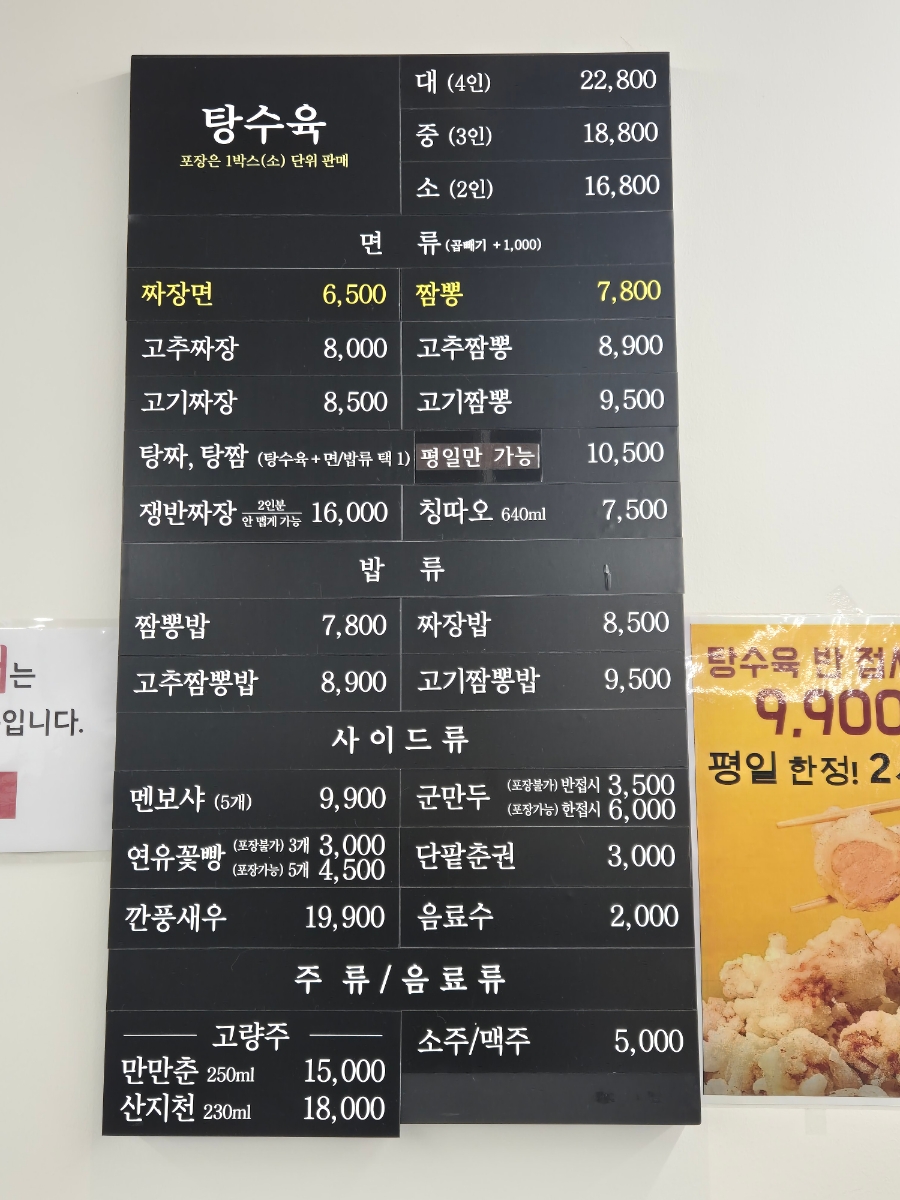 탕수육
포장은 1박스(소) 단위 판매
대 (4인) 22,800
중 (3인) 18,800
소 (2인) 16,800
면 류 (곱빼기 +1,000)
짜장면 6,500 짬뽕 7,800
고추짜장 8,000 고추짬뽕 8,900
고기짜장 8,500 고기짬뽕 9,500
탕짜, 탕짬 (탕수육+면/밥류 택 1) 평일만 가능 10,500
쟁반짜장 2인분 안 맵게 가능 16,000 칭따오 640ml 7,500
밥 류
짬뽕밥 7,800 짜장밥 8,500
고추짬뽕밥 8,900 고기짬뽕밥 9,500
사이드류
멘보샤 (5개) 9,900
군만두 (포장불가) 반접시 3,500
(포장가능) 한접시 6,000
연유꽃빵 (포장불가) 3개 3,000
(포장가능) 5개 4,500
단팥춘권 3,000
깐풍새우 19,900 음료수 2,000
주 류 / 음 료 류
고량주
만만춘 250ml 15,000
산지천 230ml 18,000
소주/맥주 5,000
는
입니다.
탕수육 반 접
9,900
평일 한정! 2